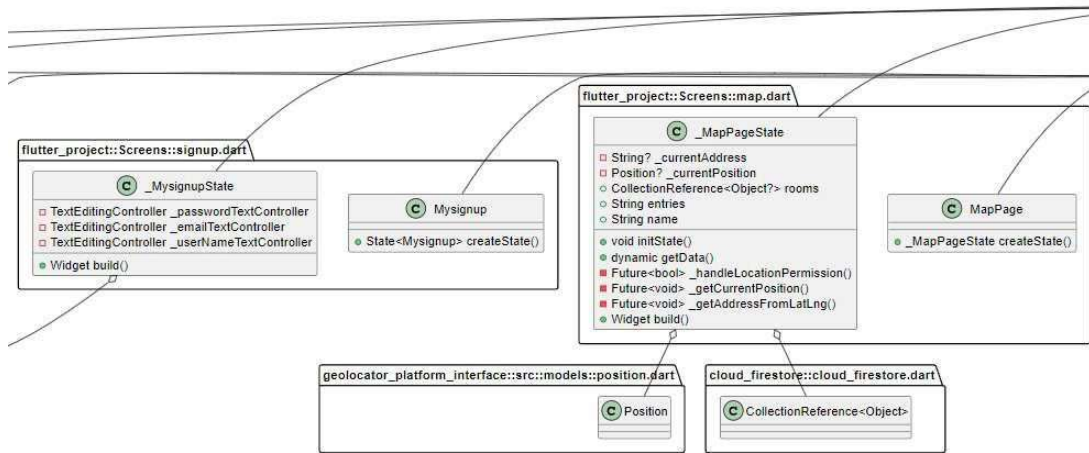 flutter_project::Screens::signup.dart
C _MysignupState
TextEditingController _passwordTextController
TextEditingController _emailTextController
TextEditingController _userNameTextController
Widget build()
C Mysignup
State<Mysignup> createState()
flutter_project::Screens::map.dart
C _MapPageState
String? _currentAddress
Position? _currentPosition
CollectionReference<Object?> rooms
String entries
String name
void initState()
dynamic getData()
Future<bool> _handleLocationPermission()
Future<void> _getCurrentPosition()
Future<void> _getAddressFromLatLng()
Widget build()
C MapPage
_MapPageState createState()
geolocator_platform_interface::src::models::position.dart
C Position
cloud_firestore::cloud_firestore.dart
C CollectionReference<Object>